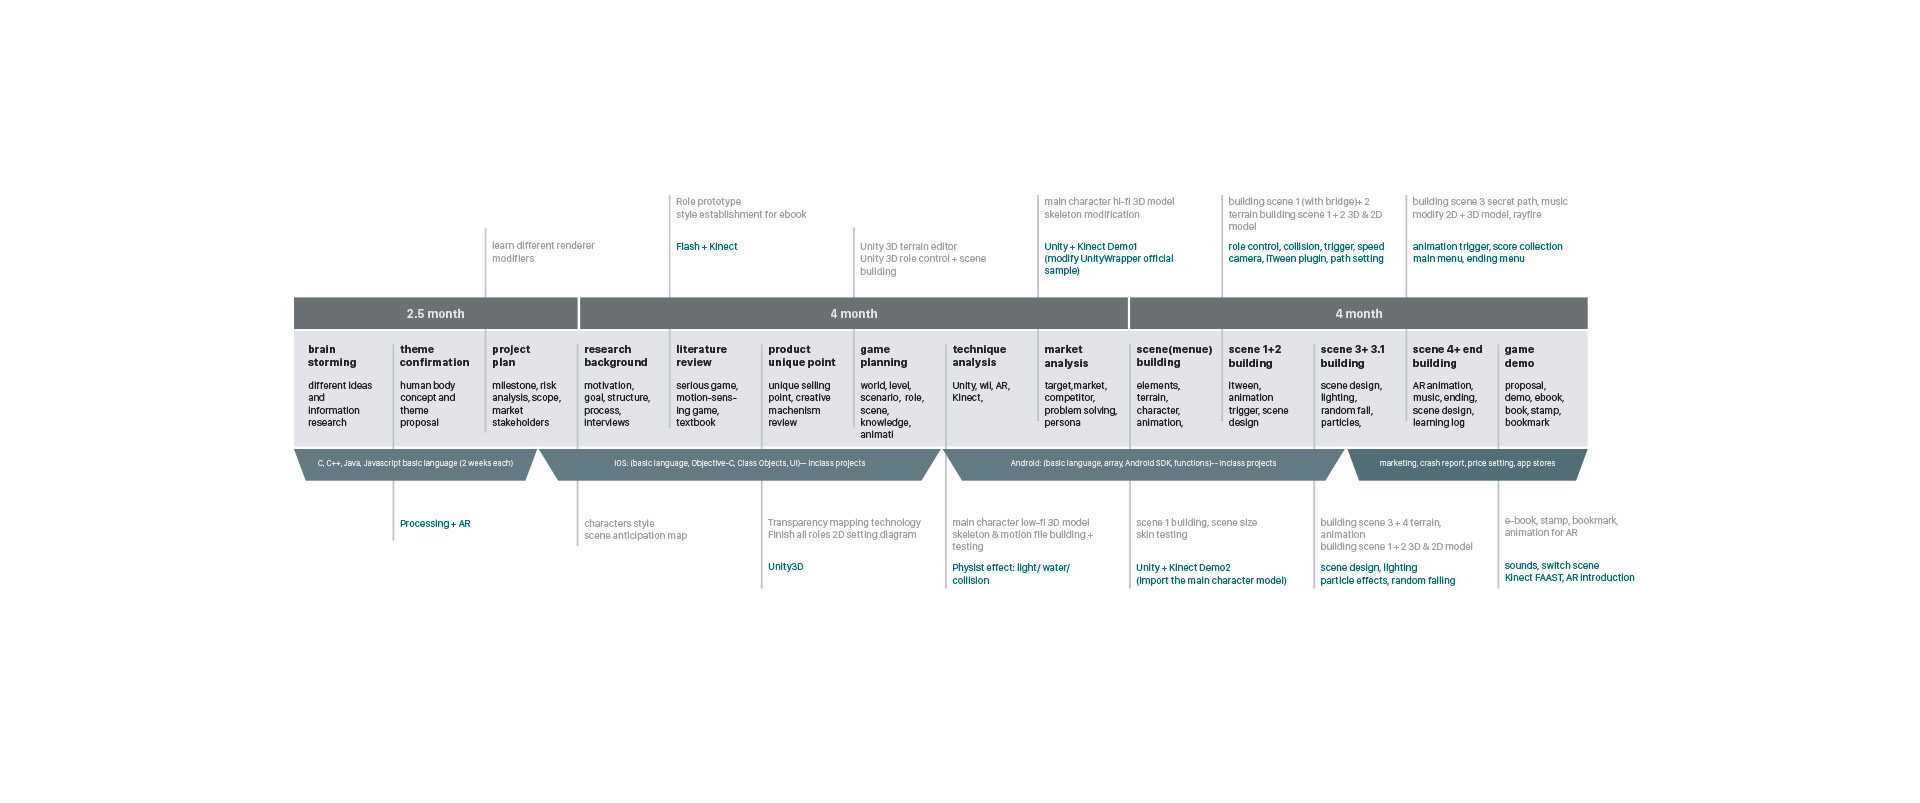 Role prototype
style establishment for ebook
Flash + Kinect
main character hi-fi 3D model
skeleton modification
Unity + Kinect Demo1
(modify UnityWrapper official
sample)
building scene 1 (with bridge)+ 2
terrain building scene 1 + 2 3D & 2D
model
role control, collision, trigger, speed
camera, iTween plugin, path setting
building scene 3 secret path, music
modify 2D + 3D model, rayfire
animation trigger, score collection
main menu, ending menu
learn different renderer
modifiers
Unity 3D terrain editor
Unity 3D role control + scene
building
2.5 month
4 month
4 month
brain
storming
different ideas
and
information
research
theme
confirmation
human body
concept and
theme
proposal
project
plan
milestone, risk
analysis, scope,
market
stakeholders
research
background
motivation,
goal, structure,
process,
interviews
literature
review
serious game,
motion-sens-
ing game,
textbook
product
unique point
unique selling
point, creative
machenism
review
game
planning
world, level,
scenario, role,
scene,
knowledge,
animati
technique
analysis
Unity, wii, AR,
Kinect,
market
analysis
target,market,
competitor,
problem solving,
persona
scene(menue)
building
elements,
terrain,
character,
animation,
scene 1+2
building
itween,
animation
trigger, scene
design
scene 3+ 3.1
building
scene design,
lighting,
random fall,
particles,
scene 4+ end
building
AR animation,
music, ending,
scene design,
learning log
game
demo
proposal,
demo, ebook,
book, stamp,
bookmark
C, C++, Java, Javascript basic language (2 weeks each)
IOS: (basic language, Objective-C, Class Objects, UI)-- Inclass projects
Android: (basic language, array, Android SDK, functions)-- Inclass projects
marketing, crash report, price setting, app stores
Processing + AR
characters style
scene anticipation map
Transparency mapping technology
Finish all roles 2D setting diagram
Unity3D
main character low-fi 3D model
skeleton & motion file building +
testing
Physist effect: light/ water/
collision
scene 1 building, scene size
skin testing
Unity + Kinect Demo2
(import the main character model)
building scene 3 + 4 terrain,
animation
building scene 1 + 2 3D & 2D model
scene design, lighting
particle effects, random falling
e-book, stamp, bookmark,
animation for AR
sounds, switch scene
Kinect FAAST, AR introduction